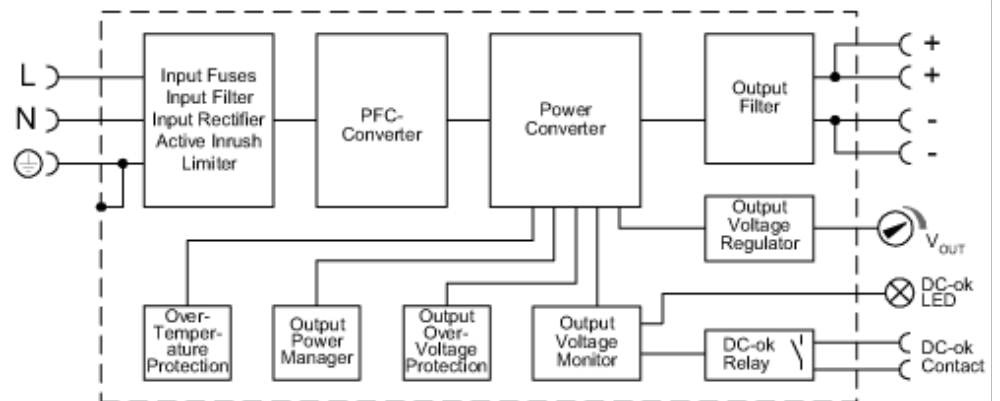 L
N
Input Fuses
Input Filter
Input Rectifier
Active Inrush
Limiter
PFC-
Converter
Power
Converter
Output
Filter
+
+
-
-
Output
Voltage
Regulator
VOUT
Over-
Temper-
ature
Protection
Output
Power
Manager
Output
Over-
Voltage
Protection
Output
Voltage
Monitor
DC-ok
LED
DC-ok
Relay
DC-ok
Contact